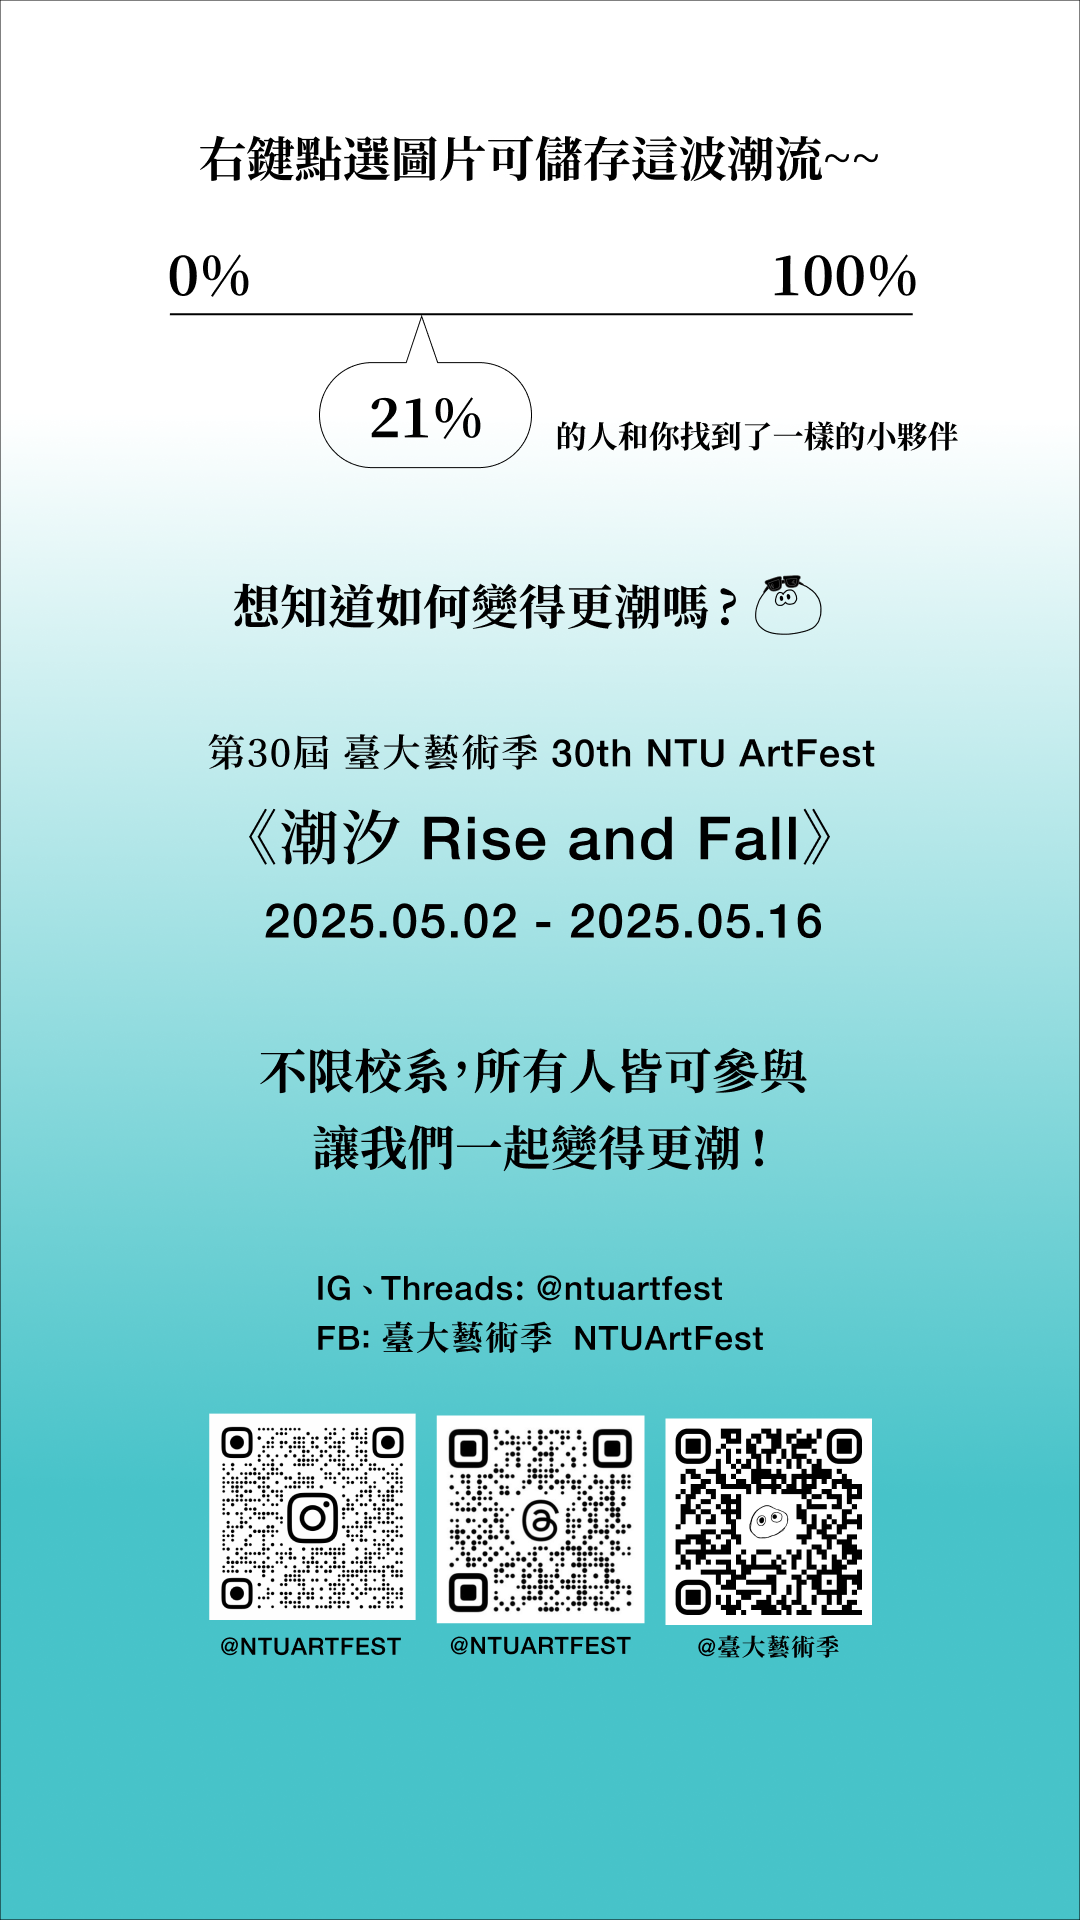 右鍵點選圖片可儲存這波潮流~~
0%
100%
21%
的人和你找到了一樣的小夥伴
想知道如何變得更潮嗎？
第30屆 臺大藝術季 30th NTU ArtFest
《潮汐 Rise and Fall》
2025.05.02 - 2025.05.16
不限校系，所有人皆可參與
讓我們一起變得更潮！
IG、Threads: @ntuartfest
FB: 臺大藝術季 NTUArtFest
@NTUARTFEST
@NTUARTFEST
@臺大藝術季